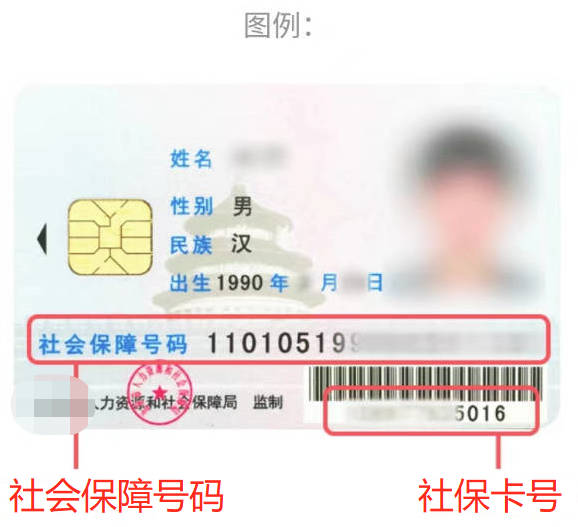 图例：
姓名
性别 男
民族 汉
出生 1990 年 月 日
社会保障号码 11010519
人力资源和社会保障局 监制
5016
社会保障号码
社保卡号